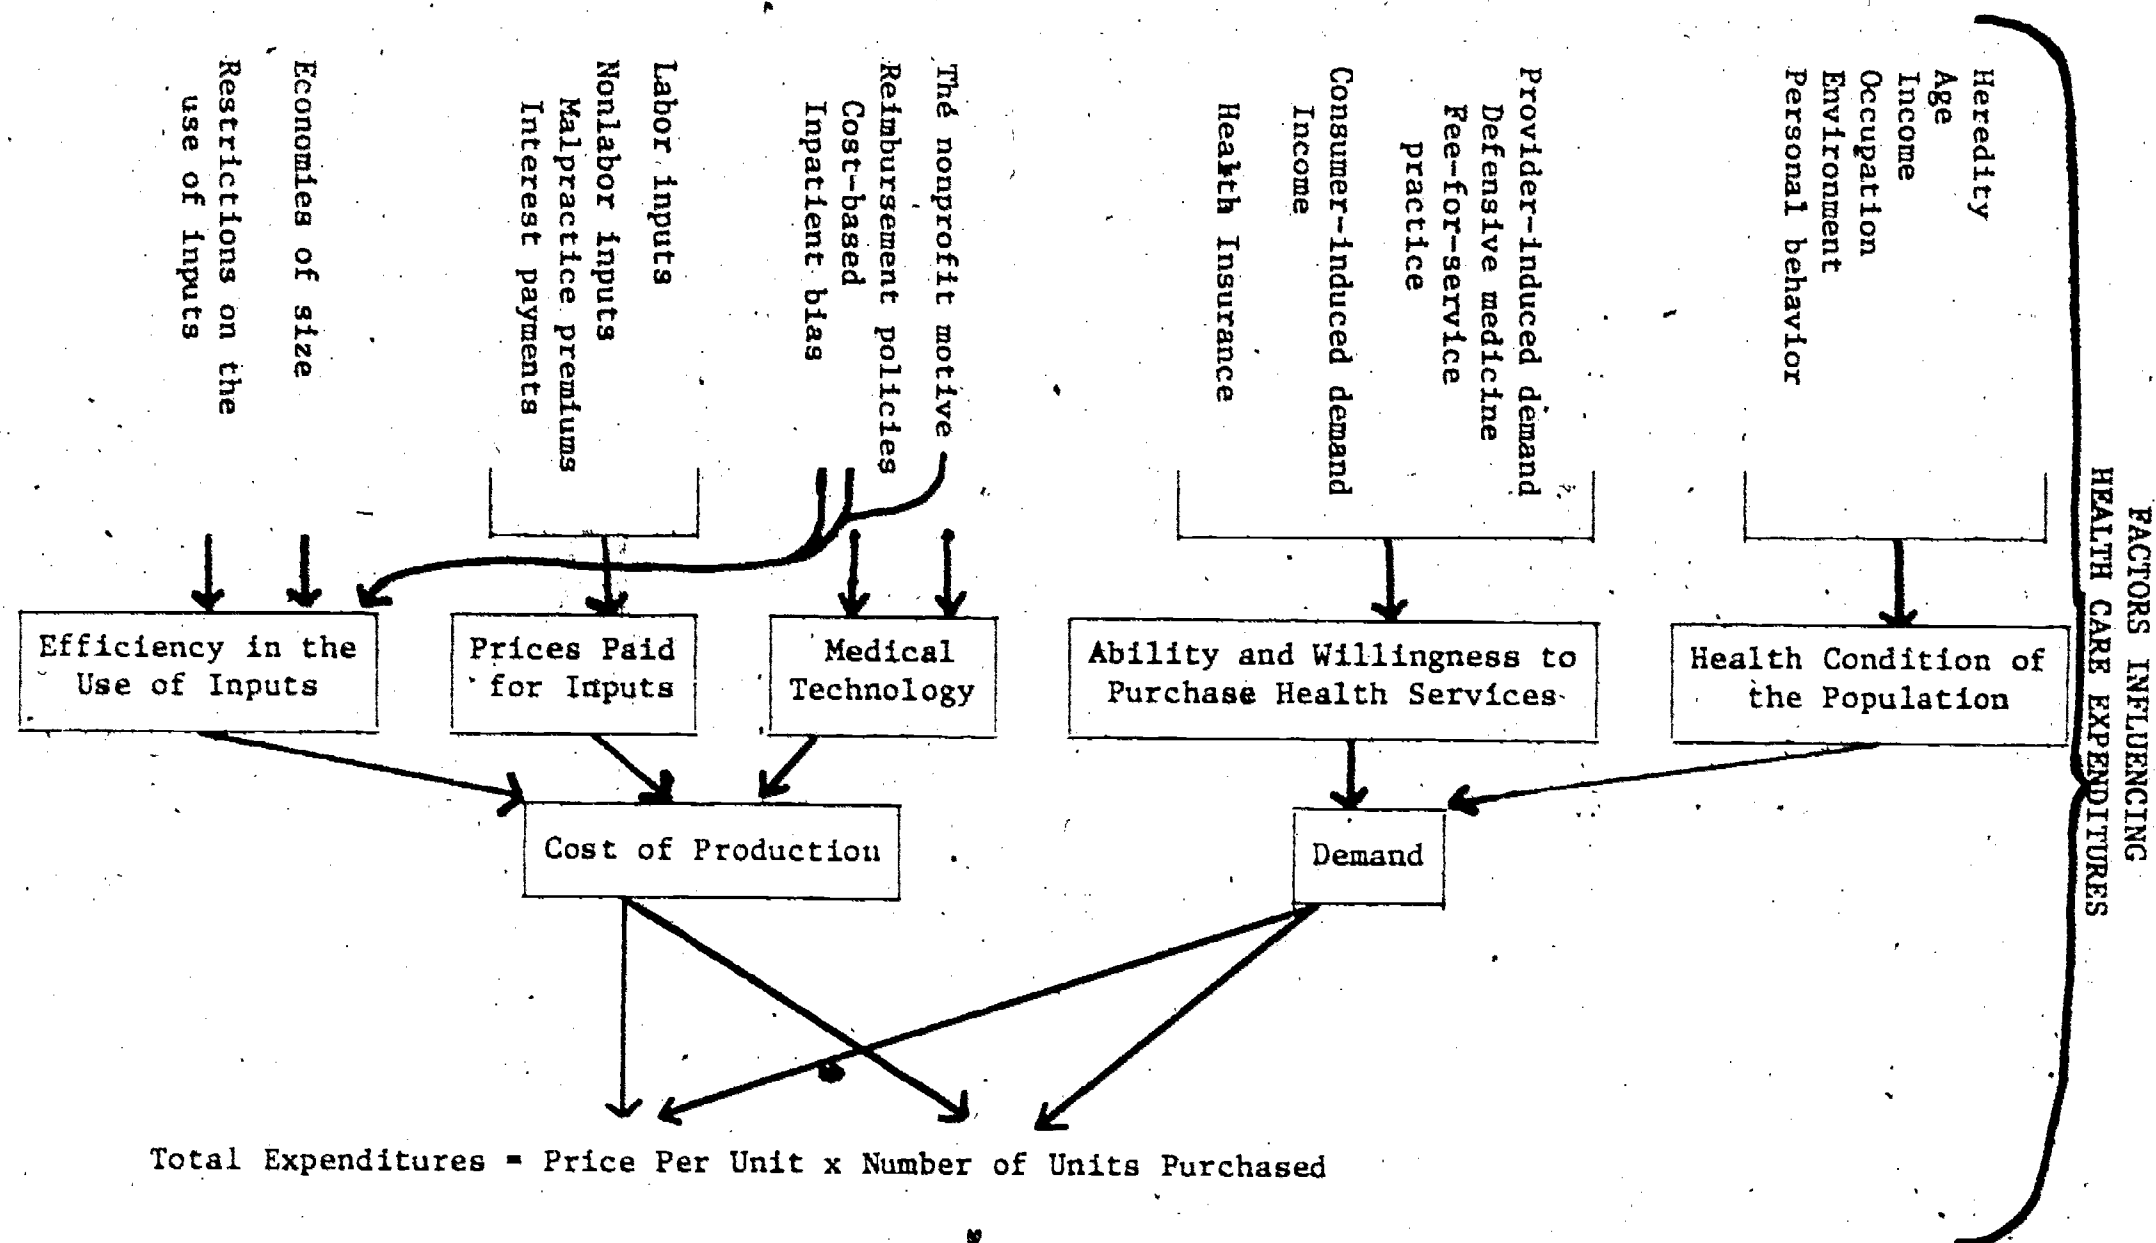 FACTORS INFLUENCING
HEALTH CARE EXPENDITURES
Heredity
Age
Income
Occupation
Environment
Personal behavior
Provider-induced demand
Defensive medicine
Fee-for-service
practice
Consumer-induced demand
Income
Health Insurance
The nonprofit motive
Reimbursement policies
Cost-based
Inpatient bias
Labor inputs
Nonlabor inputs
Malpractice premiums
Interest payments
Economies of size
Restrictions on the
use of inputs
Efficiency in the
Use of Inputs
Prices Paid
for Inputs
Medical
Technology
Ability and Willingness to
Purchase Health Services
Health Condition of
the Population
Cost of Production
Demand
Total Expenditures = Price Per Unit x Number of Units Purchased